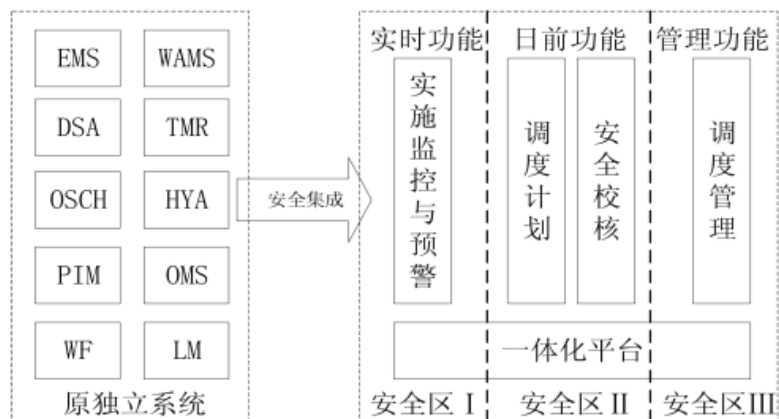 EMS
WAMS
DSA
TMR
OSCH
HYA
PIM
OMS
WF
LM
原独立系统
安全集成
实时功能
日前功能
管理功能
实施监控与预警
调度计划
安全校核
调度管理
一体化平台
安全区Ⅰ
安全区Ⅱ
安全区Ⅲ